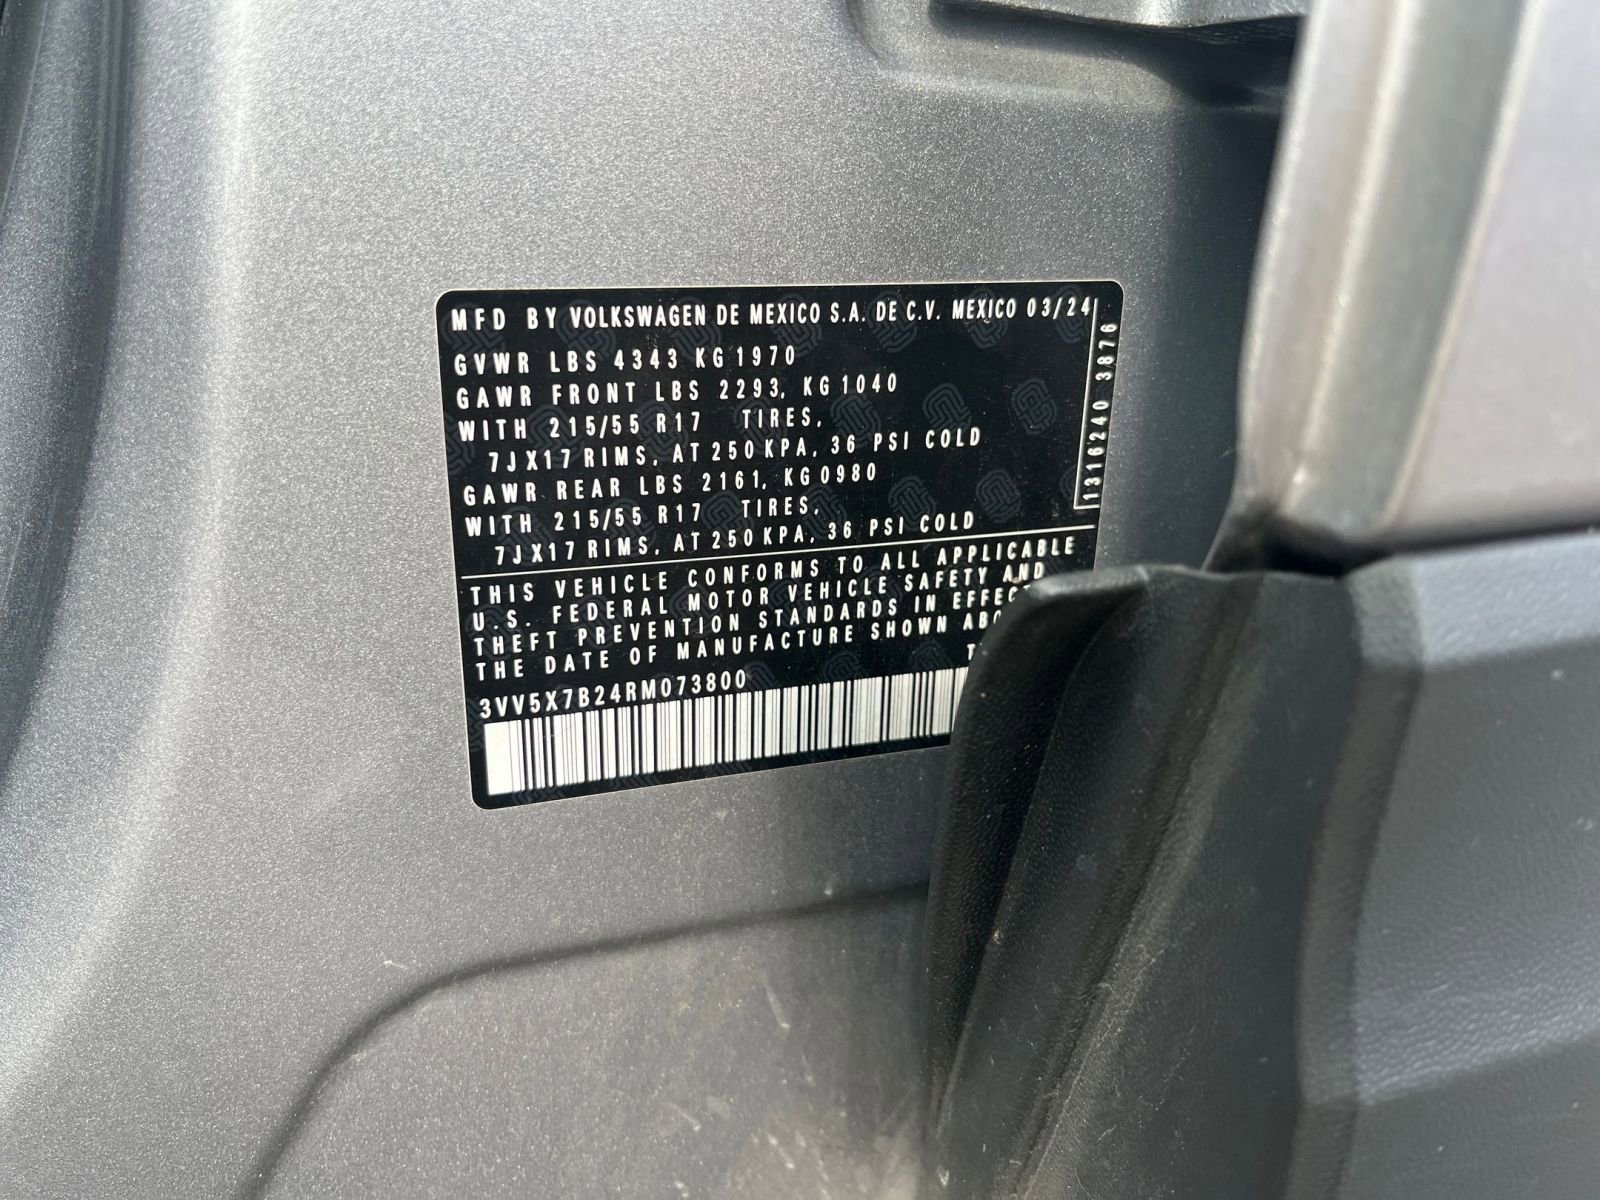 MFD BY VOLKSWAGEN DE MEXICO S.A. DE C.V. MEXICO 03/24
GVWR LBS 4343 KG 1970
GAWR FRONT LBS 2293, KG 1040
WITH 215/55 R17 TIRES,
7JX17 RIMS, AT 250 KPA, 36 PSI COLD
GAWR REAR LBS 2161, KG 0980
WITH 215/55 R17 TIRES,
7JX17 RIMS, AT 250 KPA, 36 PSI COLD
1316240 3876
THIS VEHICLE CONFORMS TO ALL APPLICABLE
U.S. FEDERAL MOTOR VEHICLE SAFETY AND
THEFT PREVENTION STANDARDS IN EFFECT
THE DATE OF MANUFACTURE SHOWN
3VV5X7B24RM073800